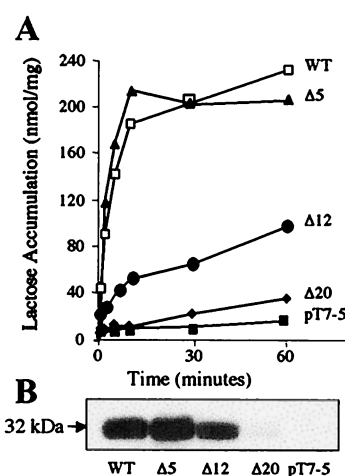 A
Lactose Accumulation (nmol/mg)
240
200
160
120
80
40
0
0
30
60
Time (minutes)
WT
Δ5
Δ12
Δ20
pT7-5
B
32 kDa
WT Δ5 Δ12 Δ20 pT7-5